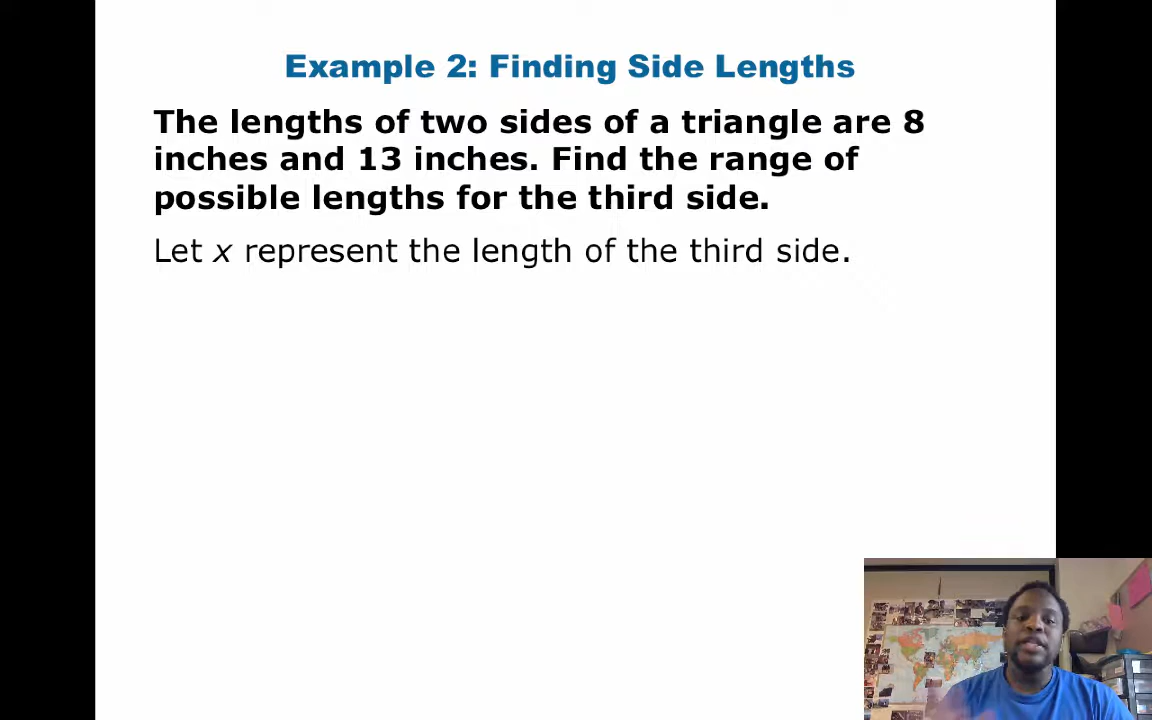 Example 2: Finding Side Lengths
The lengths of two sides of a triangle are 8
inches and 13 inches. Find the range of
possible lengths for the third side.
Let x represent the length of the third side.